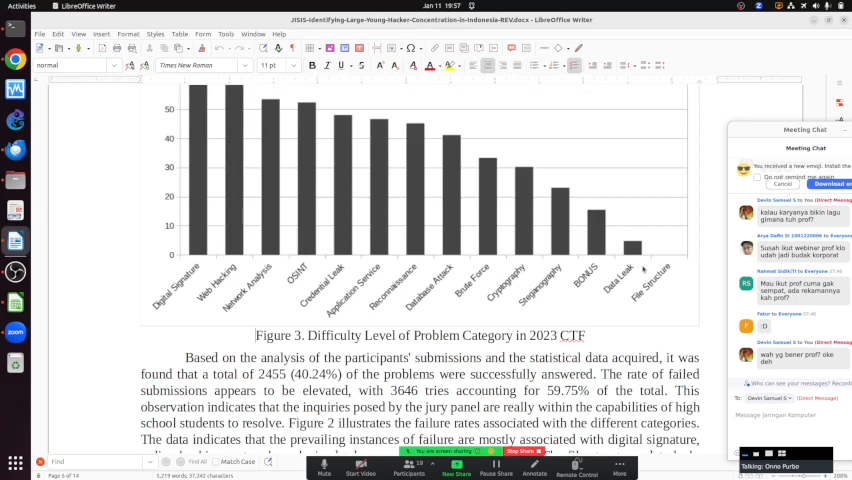 Activities
LibreOffice Writer
Jan 11 19:57
JISIS-Identifying-Large-Young-Hacker-Concentration-in-Indonesia-REV.docx - LibreOffice Writer
File Edit View Insert Format Styles Table Form Tools Window Help
normal
Times New Roman
11 pt
50
40
30
20
10
0
Digital Signature
Web Hacking
Network Analysis
OSINT
Credential Leak
Application Service
Reconnaissance
Database Attack
Brute Force
Cryptography
Steganography
BONUS
Data Leak
File Structure
Figure 3. Difficulty Level of Problem Category in 2023 CTF
Based on the analysis of the participants' submissions and the statistical data acquired, it was
found that a total of 2455 (40.24%) of the problems were successfully answered. The rate of failed
submissions appears to be elevated, with 3646 tries accounting for 59.75% of the total. This
observation indicates that the inquiries posed by the jury panel are really within the capabilities of high
school students to resolve. Figure 2 illustrates the failure rates associated with the different categories.
The data indicates that the prevailing instances of failure are mostly associated with digital signature,
Meeting Chat
Meeting Chat
You received a new emoji. Install the
Do not remind me again
Cancel
Download em
Devin Samuel S to You (Direct Message)
kalau karyanya bikin lagu
gimana tuh prof?
Arya Dafin SI 1081220006 to Everyone
Susah ikut webinar prof klo
udah jadi budak korporat
Rahmat Sidik/TI to Everyone 07:46
RS
Mau ikut prof cuma gak
sempat, ada rekamannya
kah prof?
Fatur to Everyone 07:46
F
:D
Devin Samuel S to You (Direct Messag
wah yg bener prof? oke
deh
Who can see your messages? Record
To: Devin Samuel S (Direct Message)
Message Jaringan Komputer
Talking: Onno Purbo
Find
Find All
Match Case
You are screen sharing
Stop Share
Mute
Start Video
Participants
19
New Share
Pause Share
Annotate
Remote Control
More
Page 6 of 14
5,219 words, 37,342 characters
208%